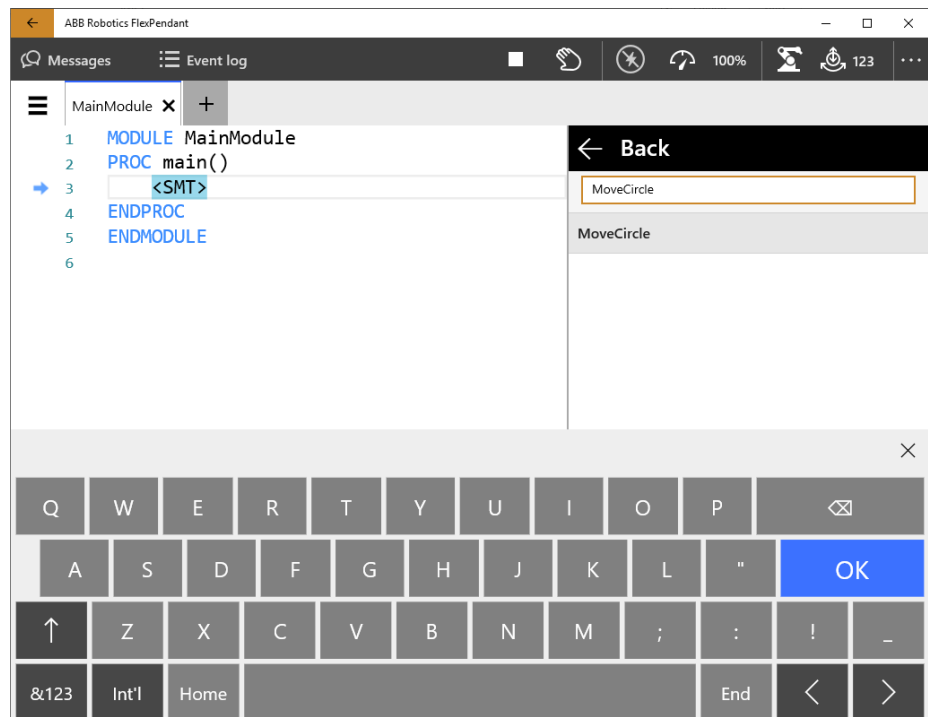 ABB Robotics FlexPendant
Messages
Event log
100%
123
MainModule
1 MODULE MainModule
2 PROC main()
3 <SMT>
4 ENDPROC
5 ENDMODULE
6
Back
MoveCircle
MoveCircle
Q W E R T Y U I O P
A S D F G H J K L " OK
Z X C V B N M ; : ! _
&123 Int'l Home End